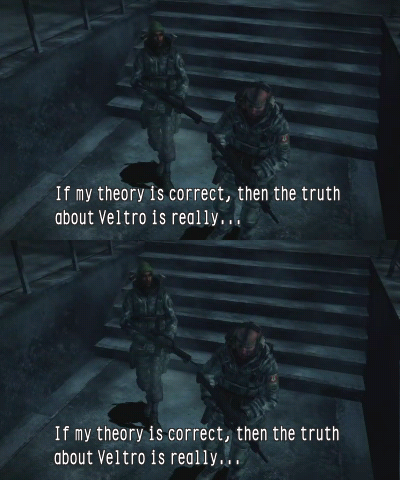 If my theory is correct, then the truth
about Veltro is really...
If my theory is correct, then the truth
about Veltro is really...